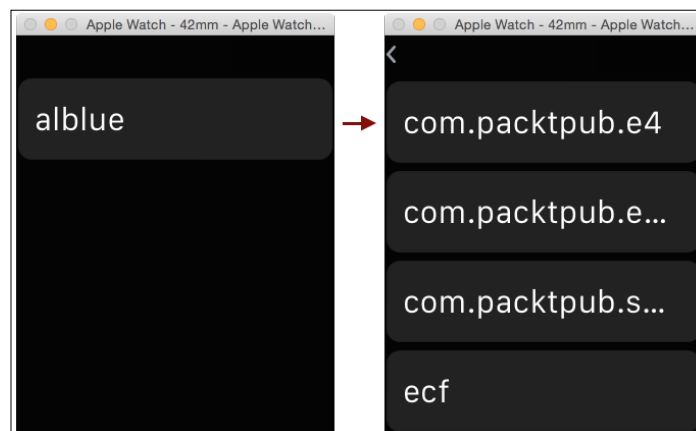 Apple Watch - 42mm - Apple Watch...
alblue
Apple Watch - 42mm - Apple Watch...
com.packtpub.e4
com.packtpub.e...
com.packtpub.s...
ecf